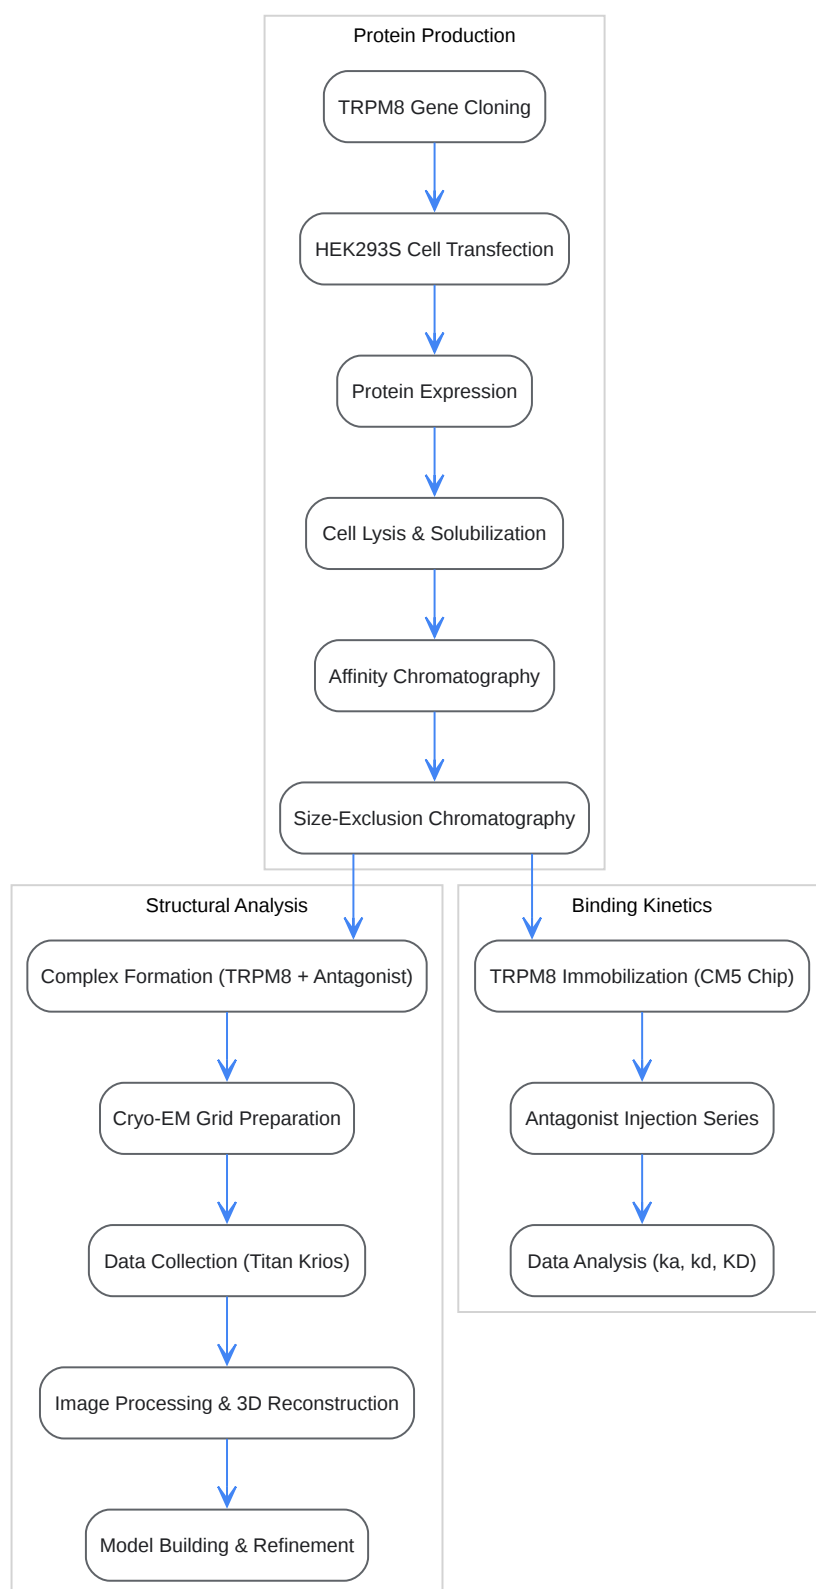 Protein Production
TRPM8 Gene Cloning
HEK293S Cell Transfection
Protein Expression
Cell Lysis & Solubilization
Affinity Chromatography
Size-Exclusion Chromatography
Structural Analysis
Complex Formation (TRPM8 + Antagonist)
Cryo-EM Grid Preparation
Data Collection (Titan Krios)
Image Processing & 3D Reconstruction
Model Building & Refinement
Binding Kinetics
TRPM8 Immobilization (CM5 Chip)
Antagonist Injection Series
Data Analysis (ka, kd, KD)